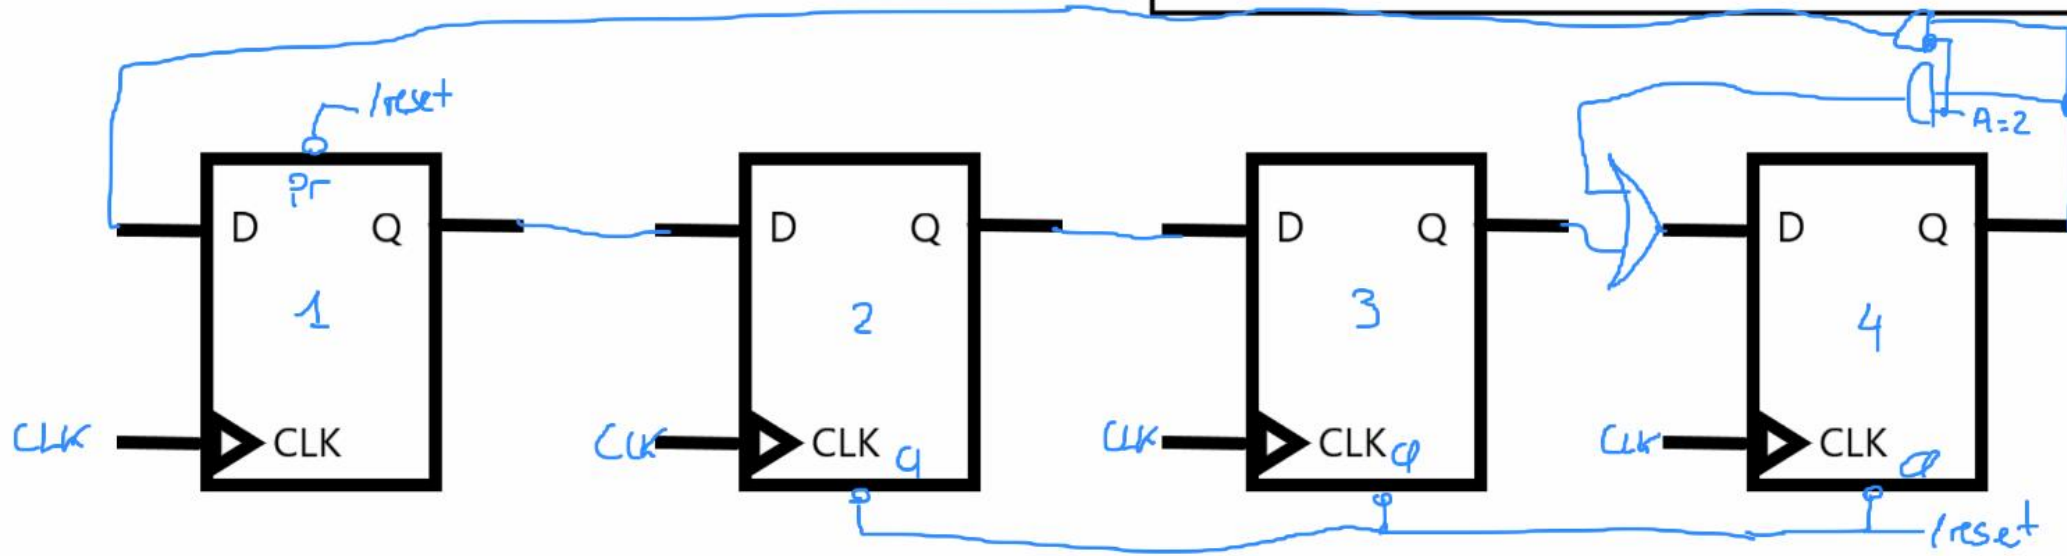 /reset
A=2
Pr
D Q
D Q
D Q
D Q
1
2
3
4
CLK CLK
CLK CLK
CLK CLK
CLK CLK
/reset